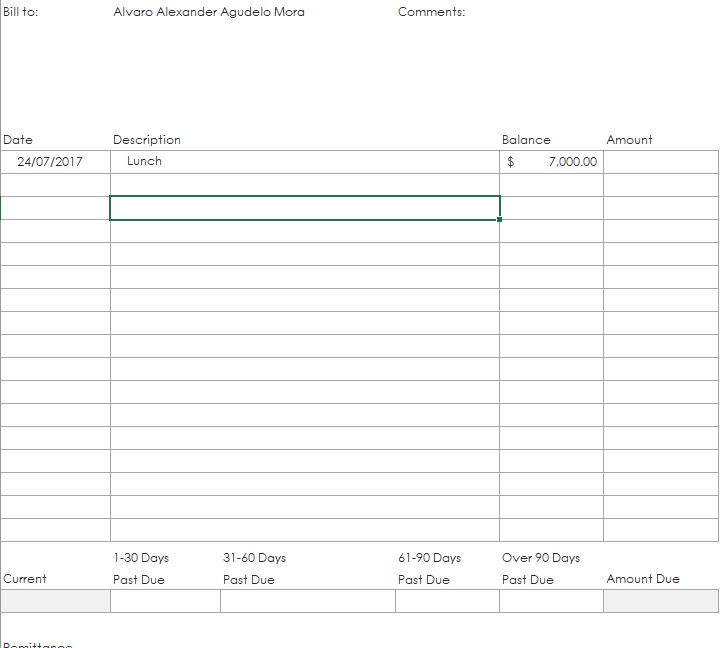 Bill to: Alvaro Alexander Agudelo Mora Comments:
Date Description Balance Amount
24/07/2017 Lunch $ 7,000.00
1-30 Days 31-60 Days 61-90 Days Over 90 Days
Current Past Due Past Due Past Due Past Due Amount Due
Remittance